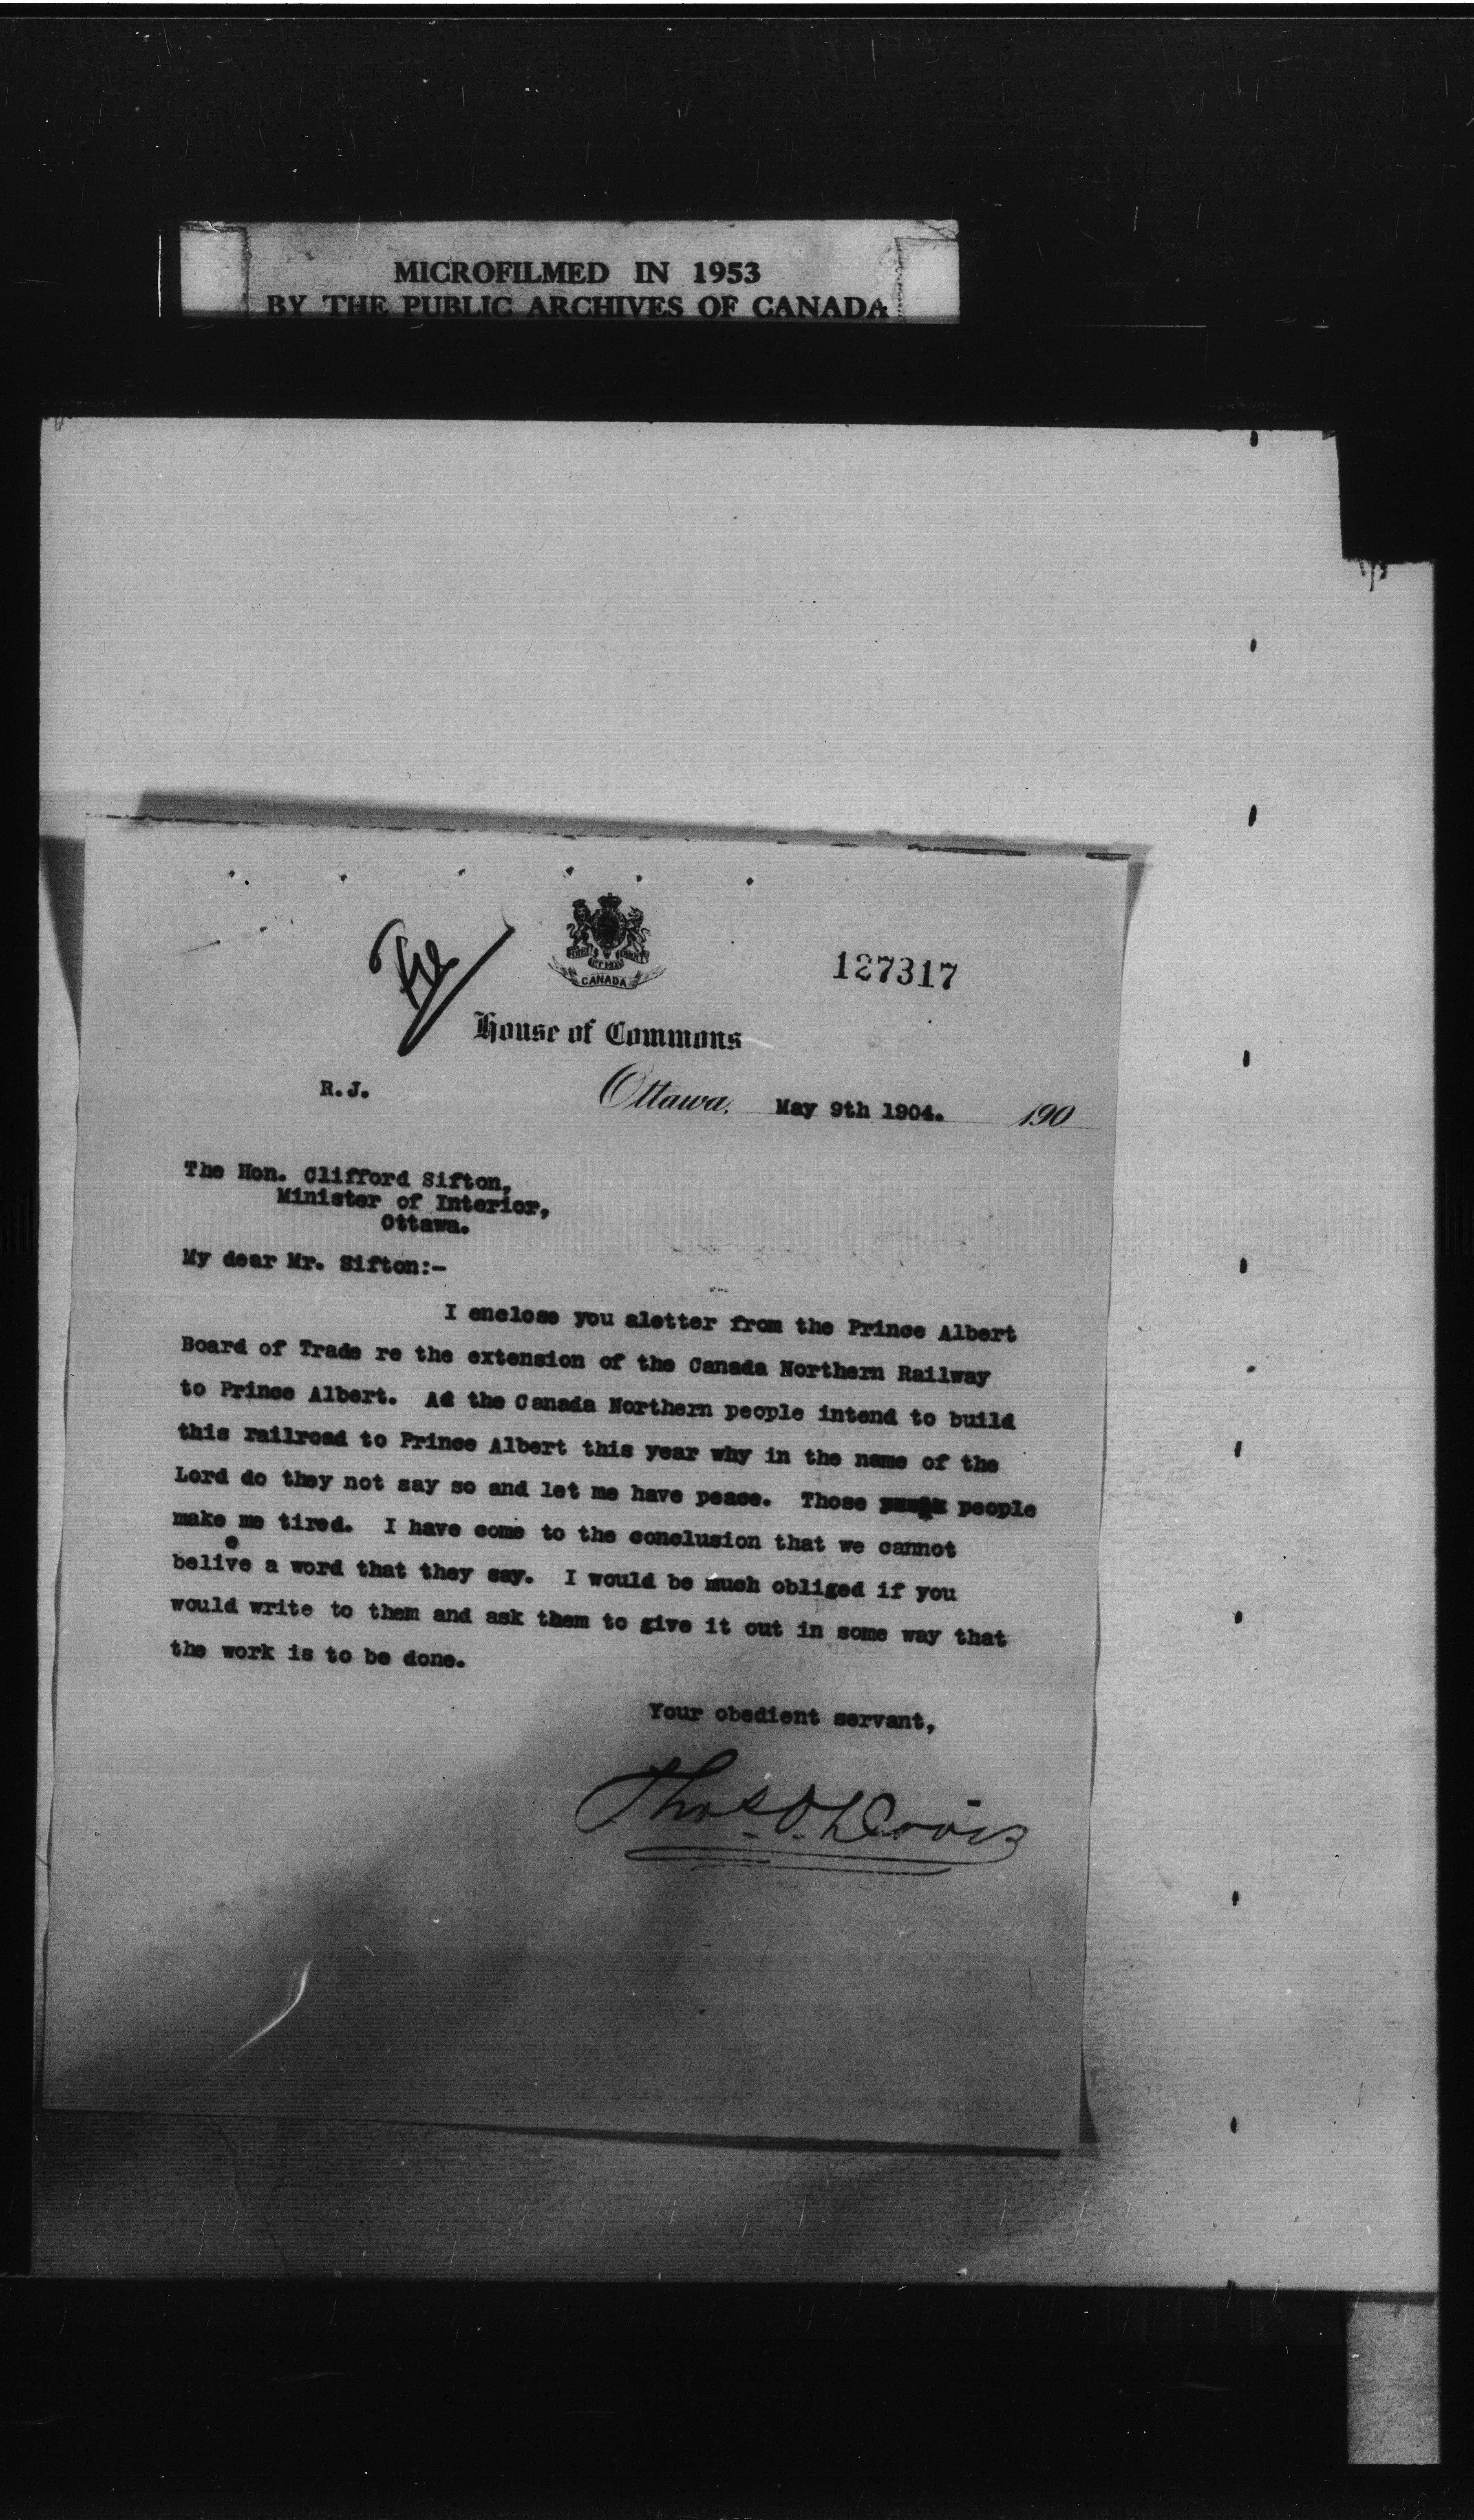 MICROFILMED IN 1953
BY THE PUBLIC ARCHIVES OF CANADA
DIEU ET MON DROIT
CANADA
127317
House of Commons
R.J.
Ottawa, May 9th 1904. 190
The Hon. Clifford Sifton,
Minister of Interior,
Ottawa.
My dear Mr. Sifton:-
I enclose you aletter from the Prince Albert
Board of Trade re the extension of the Canada Northern Railway
to Prince Albert. As the Canada Northern people intend to build
this railroad to Prince Albert this year why in the name of the
Lord do they not say so and let me have peace. Those people
make me tired. I have come to the conclusion that we cannot
belive a word that they say. I would be much obliged if you
would write to them and ask them to give it out in some way that
the work is to be done.
Your obedient servant,
Thos. O. Davis